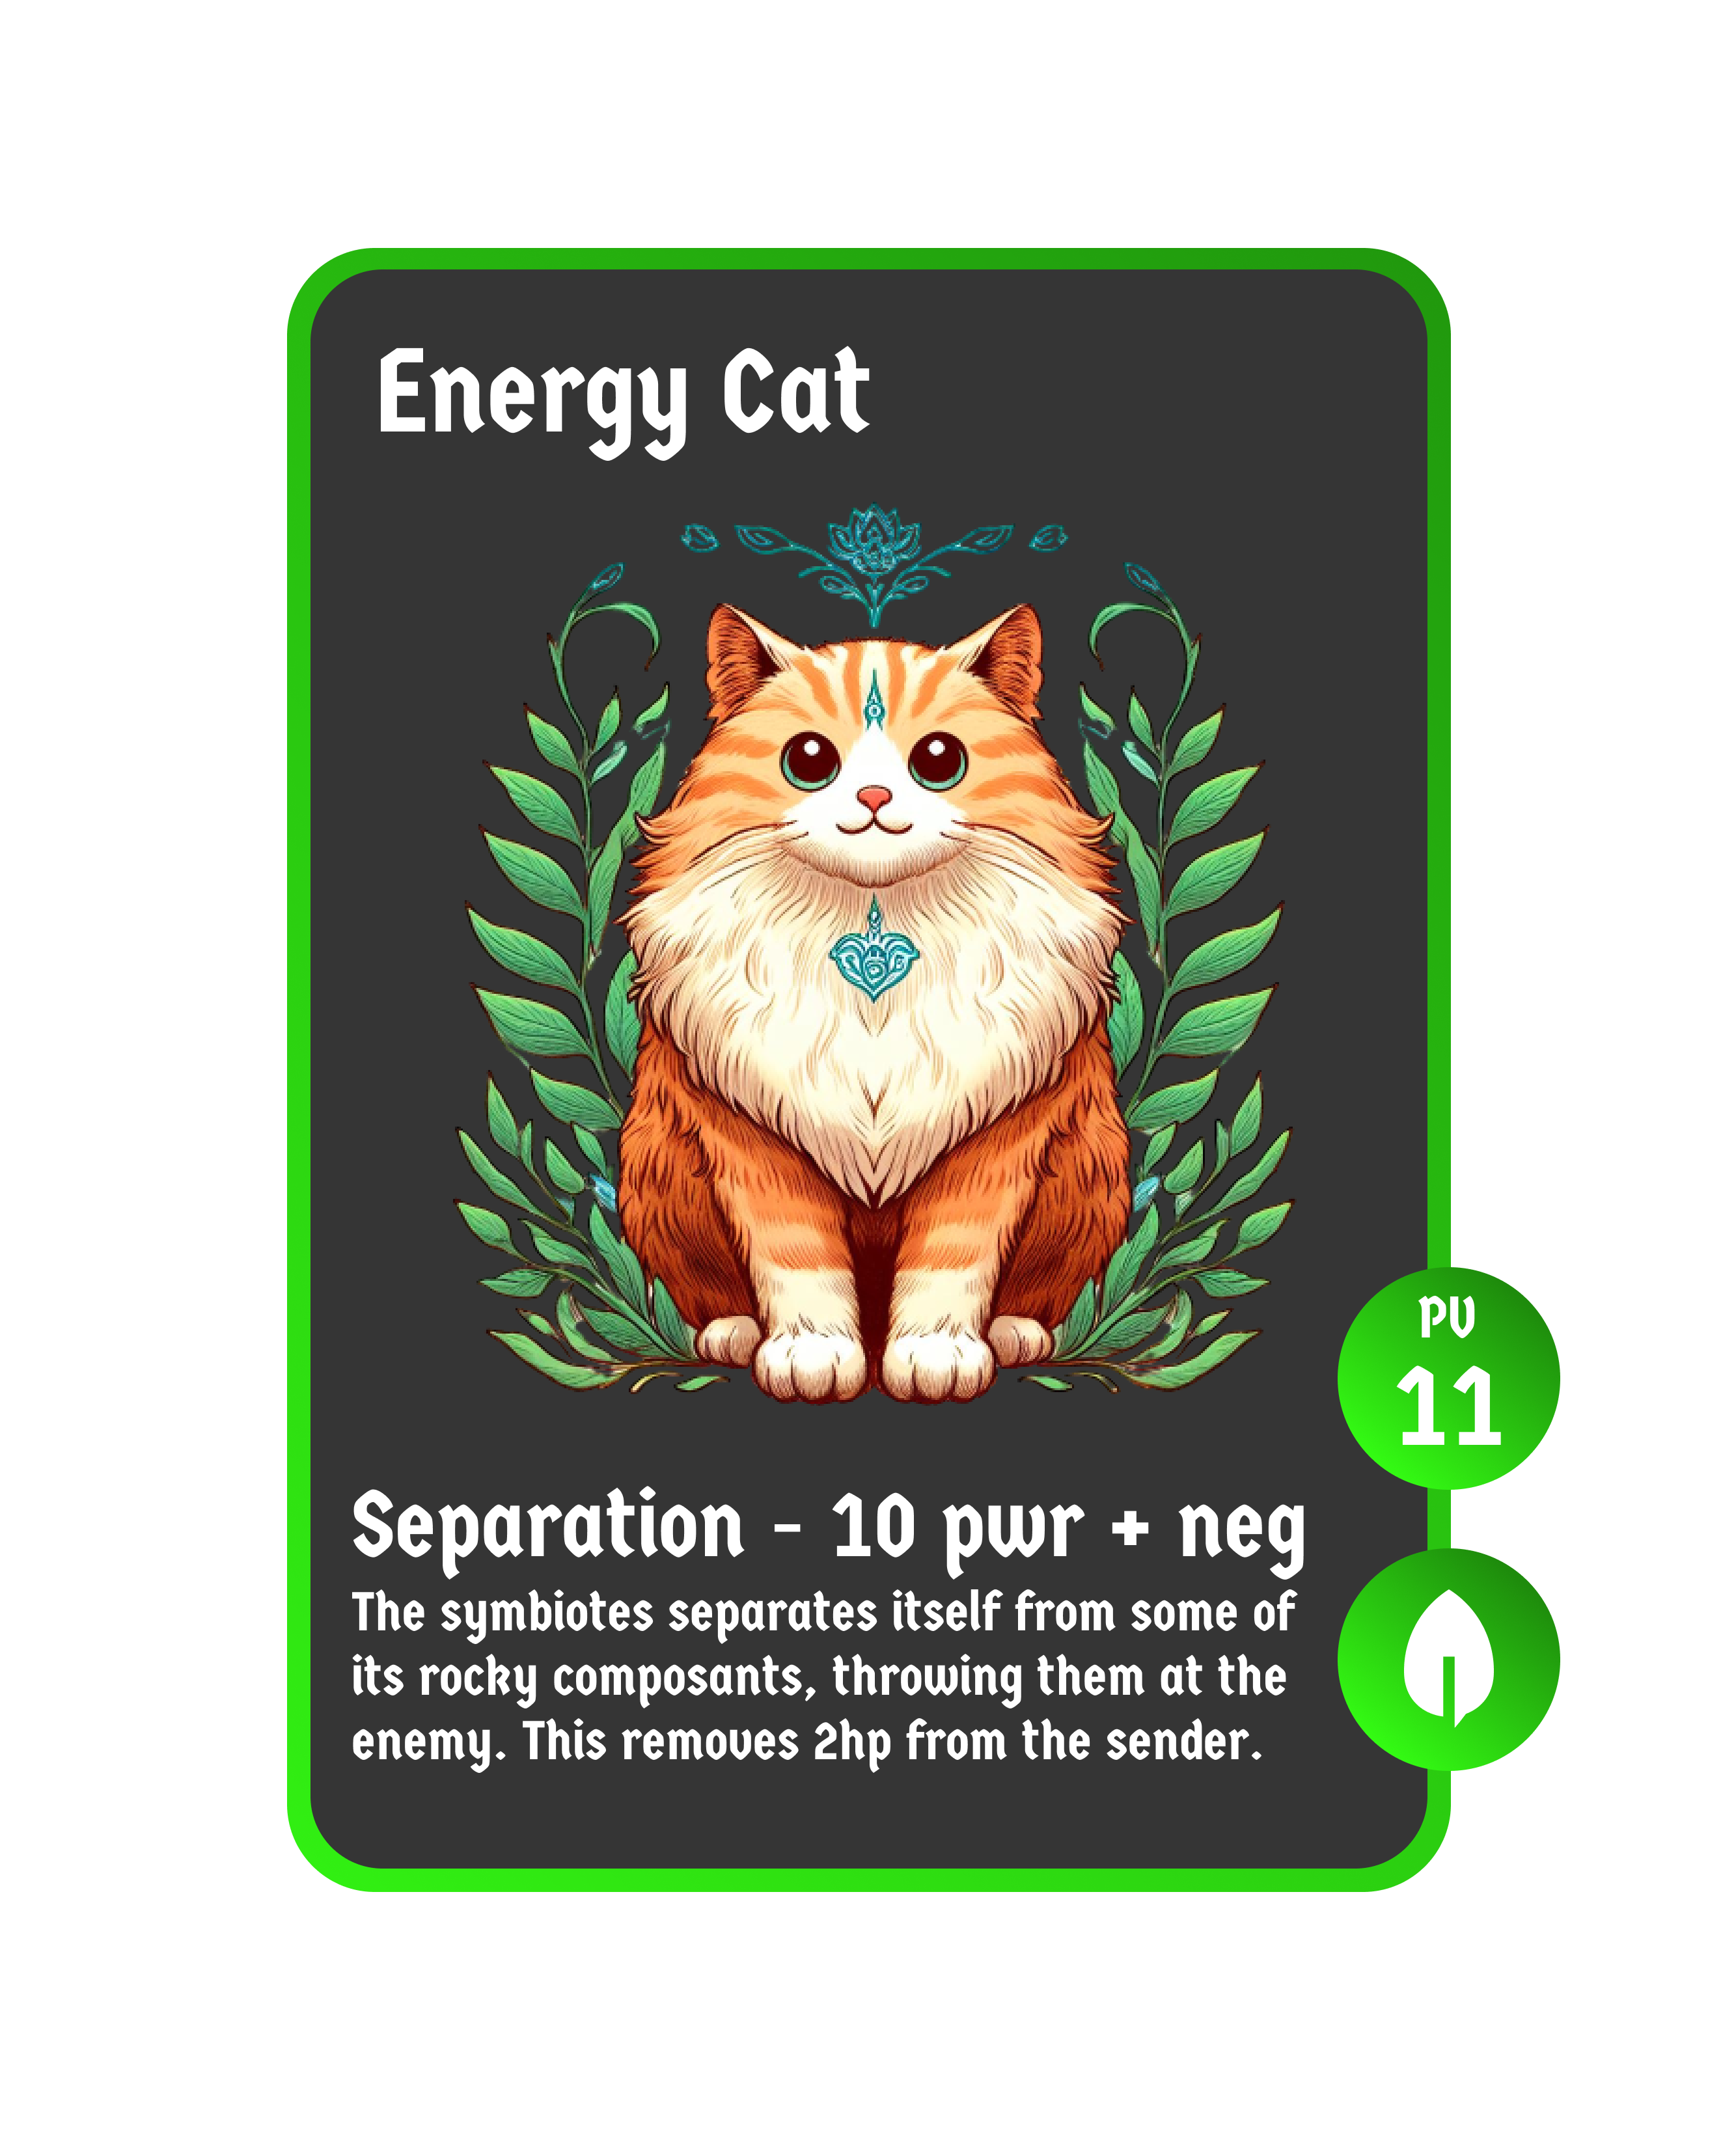 Energy Cat
PV
11
Separation - 10 pwr + neg
The symbiotes separates itself from some of
its rocky composants, throwing them at the
enemy. This removes 2hp from the sender.